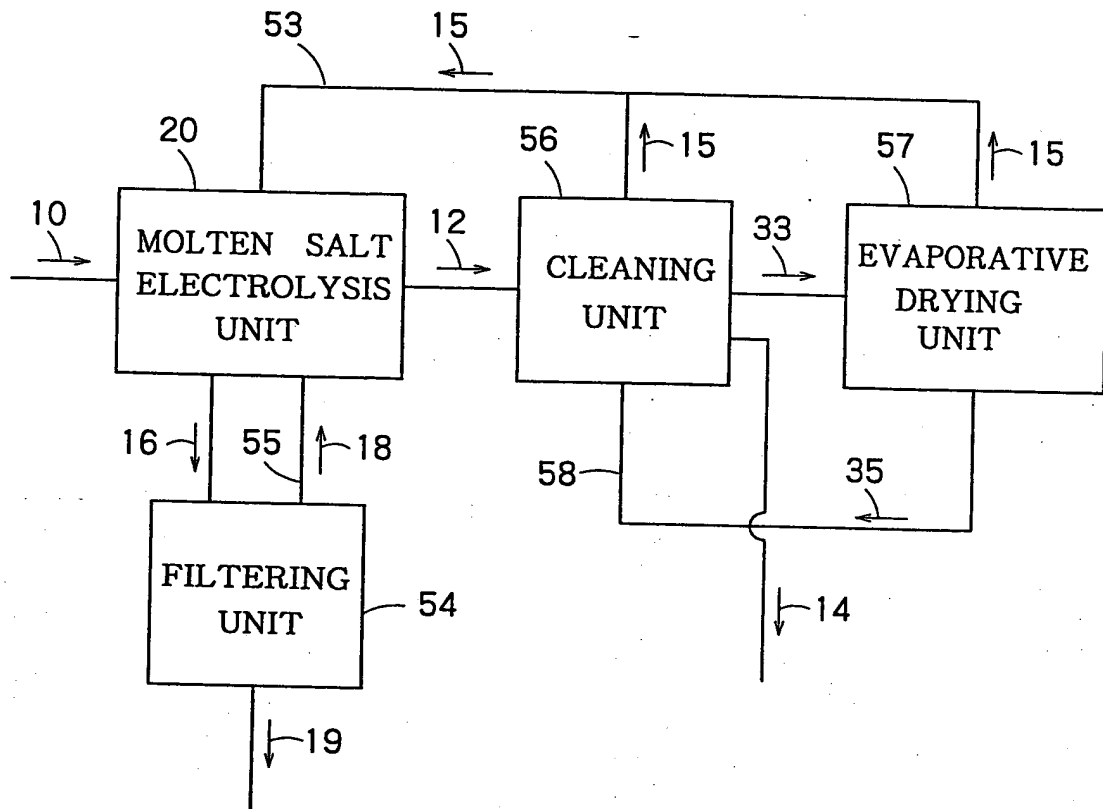 53
15
20
56
15
57
15
10
MOLTEN SALT
ELECTROLYSIS
UNIT
12
CLEANING
UNIT
33
EVAPORATIVE
DRYING
UNIT
16
55
18
58
35
FILTERING
UNIT
54
14
19